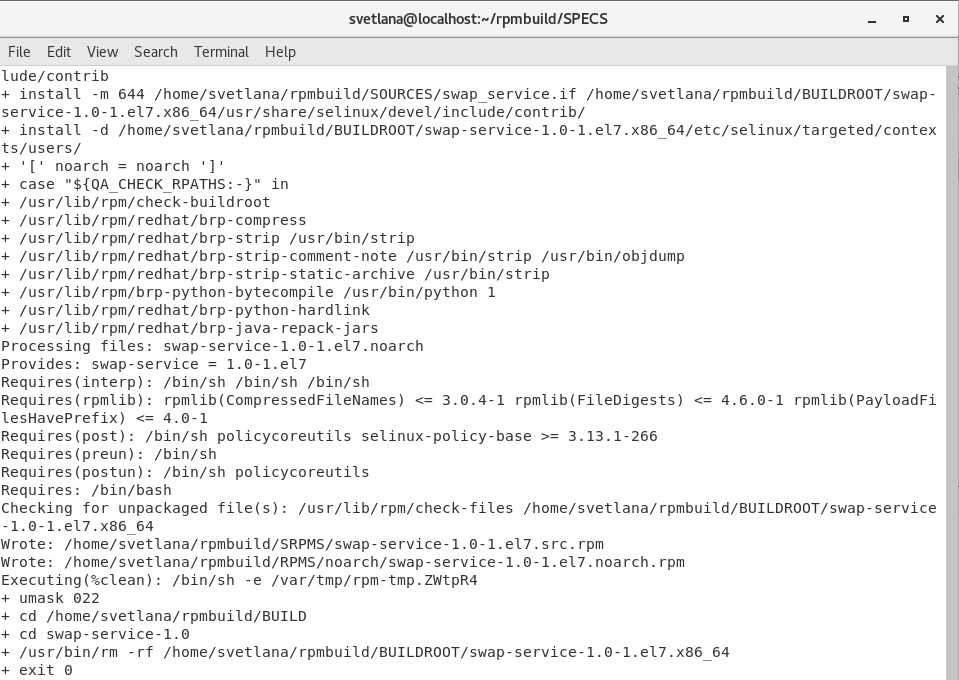 svetlana@localhost:~/rpmbuild/SPECS
File Edit View Search Terminal Help
lude/contrib
+ install -m 644 /home/svetlana/rpmbuild/SOURCES/swap_service.if /home/svetlana/rpmbuild/BUILDROOT/swap-
service-1.0-1.el7.x86_64/usr/share/selinux/devel/include/contrib/
+ install -d /home/svetlana/rpmbuild/BUILDROOT/swap-service-1.0-1.el7.x86_64/etc/selinux/targeted/contex
ts/users/
+ '[' noarch = noarch ']'
+ case "${QA_CHECK_RPATHS:-}" in
+ /usr/lib/rpm/check-buildroot
+ /usr/lib/rpm/redhat/brp-compress
+ /usr/lib/rpm/redhat/brp-strip /usr/bin/strip
+ /usr/lib/rpm/redhat/brp-strip-comment-note /usr/bin/strip /usr/bin/objdump
+ /usr/lib/rpm/redhat/brp-strip-static-archive /usr/bin/strip
+ /usr/lib/rpm/brp-python-bytecompile /usr/bin/python 1
+ /usr/lib/rpm/redhat/brp-python-hardlink
+ /usr/lib/rpm/redhat/brp-java-repack-jars
Processing files: swap-service-1.0-1.el7.noarch
Provides: swap-service = 1.0-1.el7
Requires(interp): /bin/sh /bin/sh /bin/sh
Requires(rpmlib): rpmlib(CompressedFileNames) <= 3.0.4-1 rpmlib(FileDigests) <= 4.6.0-1 rpmlib(PayloadFi
lesHavePrefix) <= 4.0-1
Requires(post): /bin/sh policycoreutils selinux-policy-base >= 3.13.1-266
Requires(preun): /bin/sh
Requires(postun): /bin/sh policycoreutils
Requires: /bin/bash
Checking for unpackaged file(s): /usr/lib/rpm/check-files /home/svetlana/rpmbuild/BUILDROOT/swap-service
-1.0-1.el7.x86_64
Wrote: /home/svetlana/rpmbuild/SRPMS/swap-service-1.0-1.el7.src.rpm
Wrote: /home/svetlana/rpmbuild/RPMS/noarch/swap-service-1.0-1.el7.noarch.rpm
Executing(%clean): /bin/sh -e /var/tmp/rpm-tmp.ZWtpR4
+ umask 022
+ cd /home/svetlana/rpmbuild/BUILD
+ cd swap-service-1.0
+ /usr/bin/rm -rf /home/svetlana/rpmbuild/BUILDROOT/swap-service-1.0-1.el7.x86_64
+ exit 0